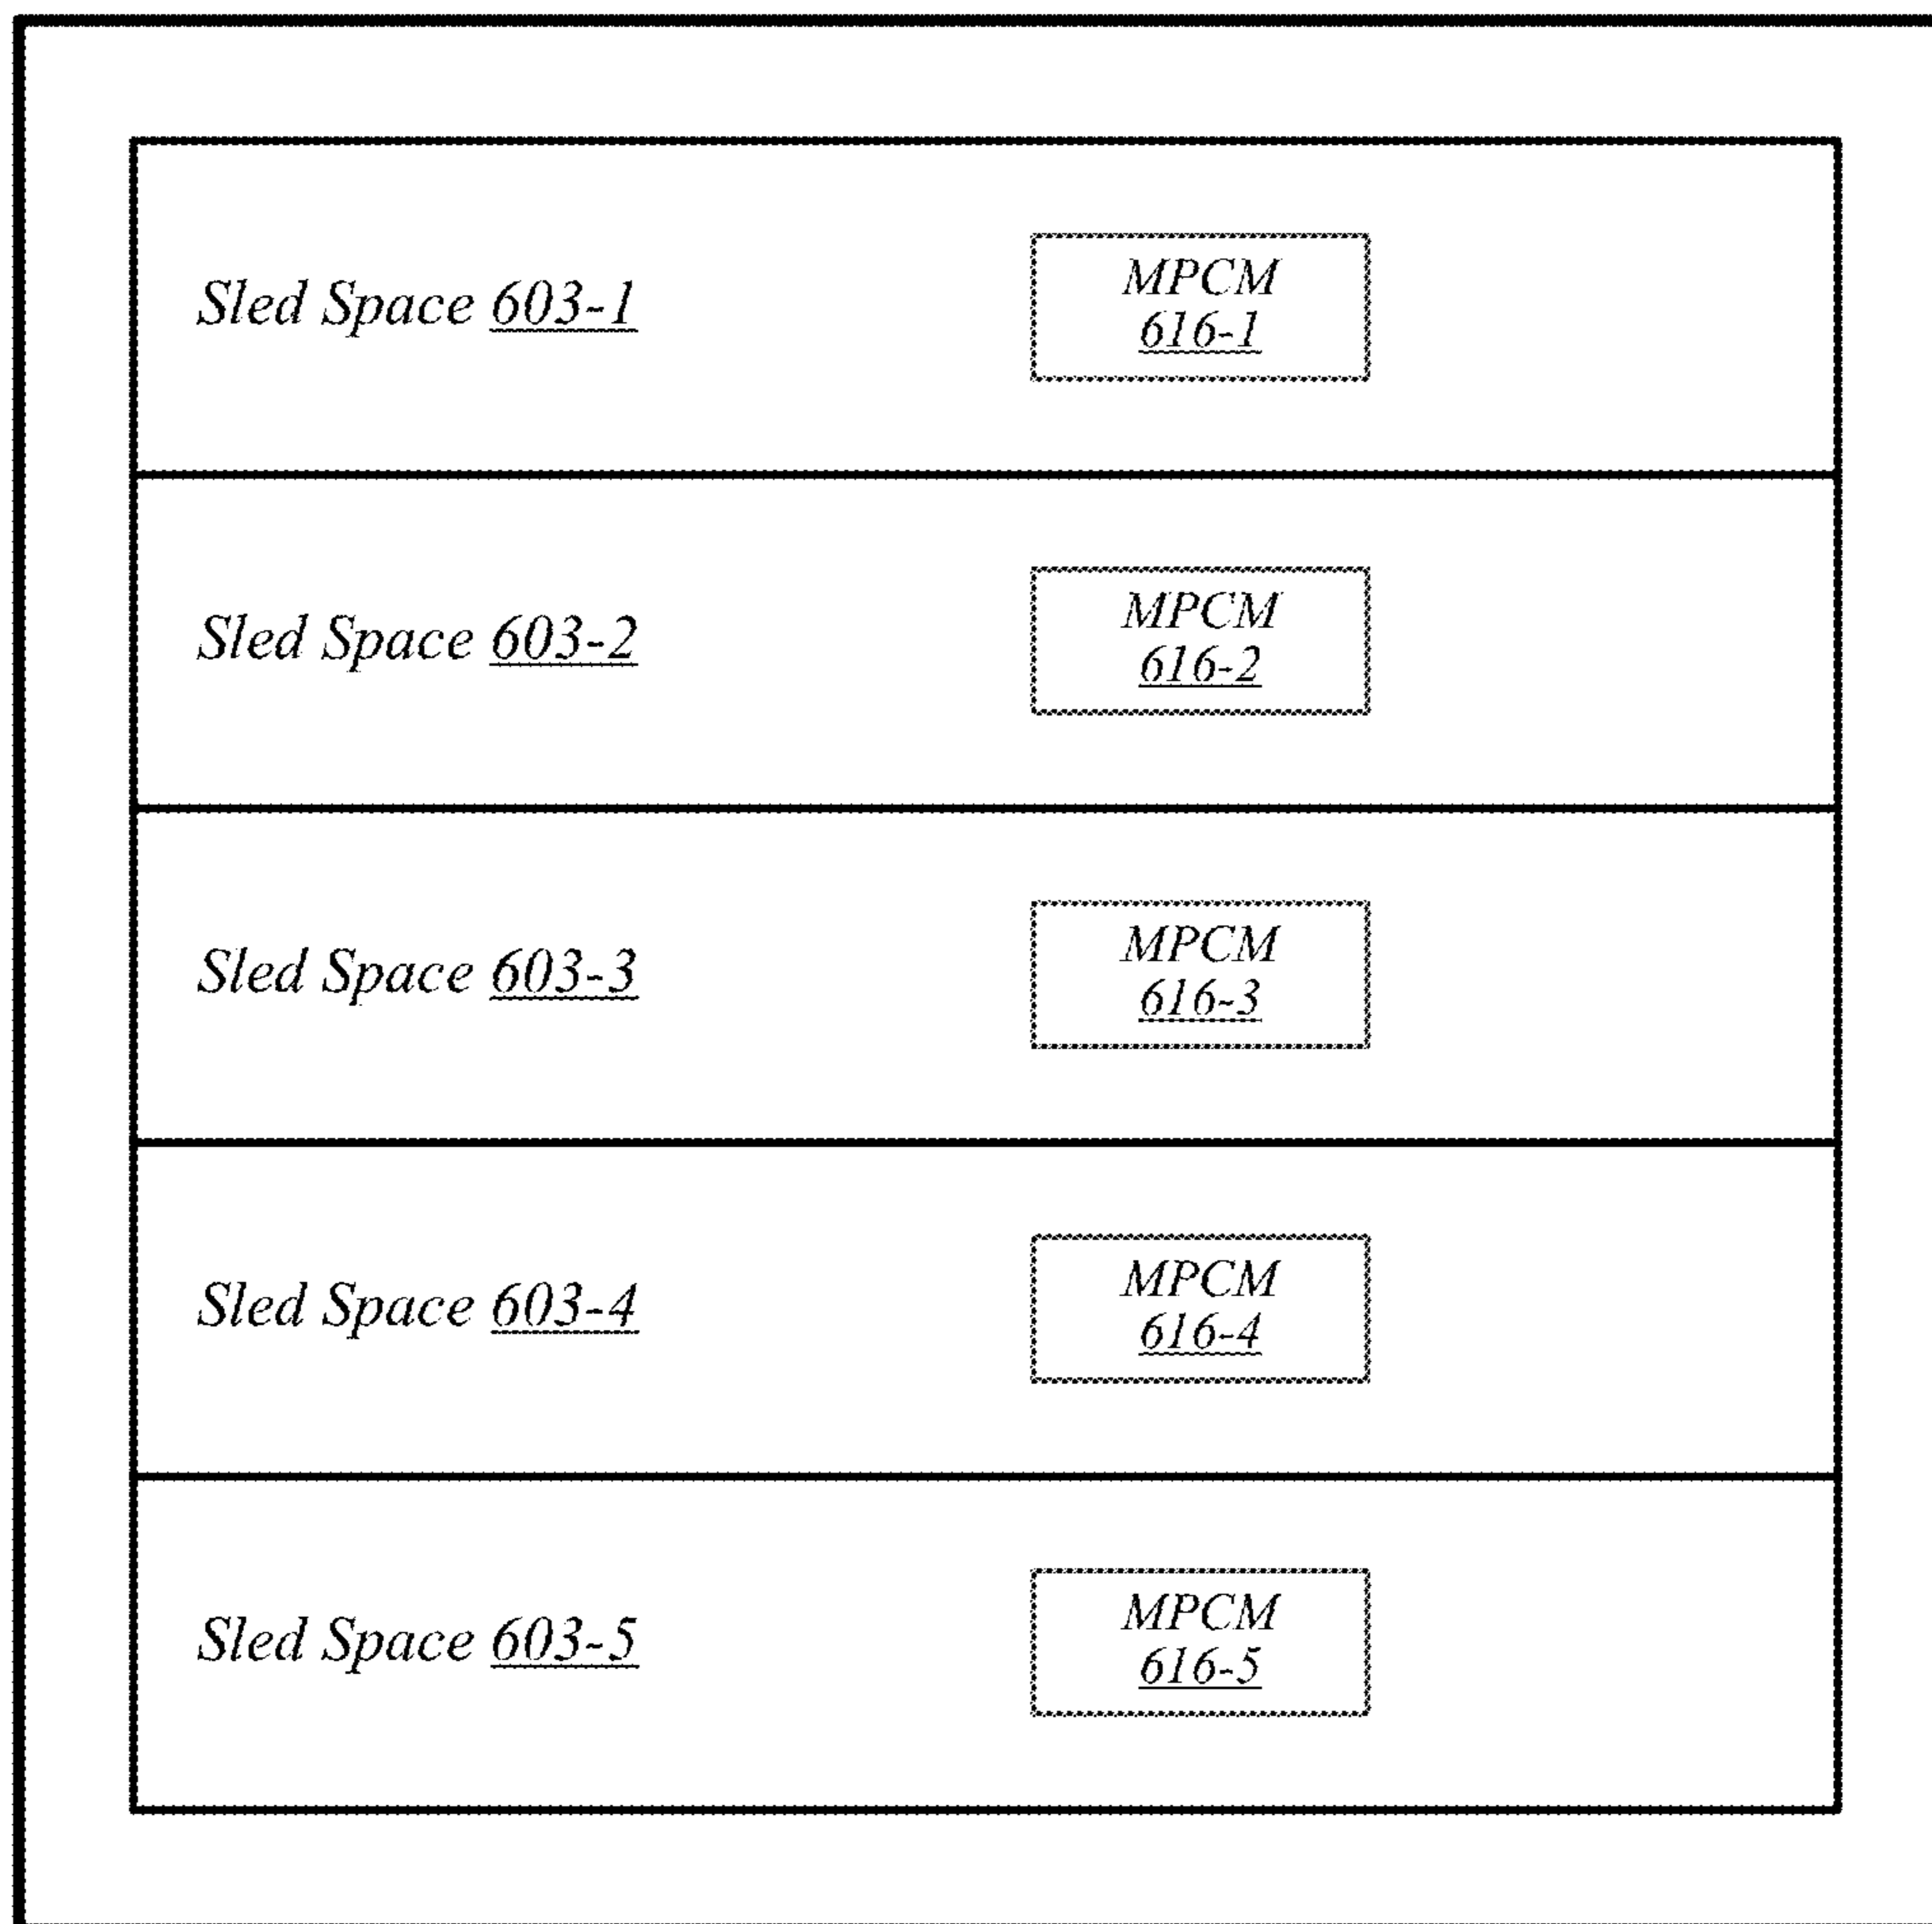 Sled Space 603-1
MPCM
616-1
Sled Space 603-2
MPCM
616-2
Sled Space 603-3
MPCM
616-3
Sled Space 603-4
MPCM
616-4
Sled Space 603-5
MPCM
616-5